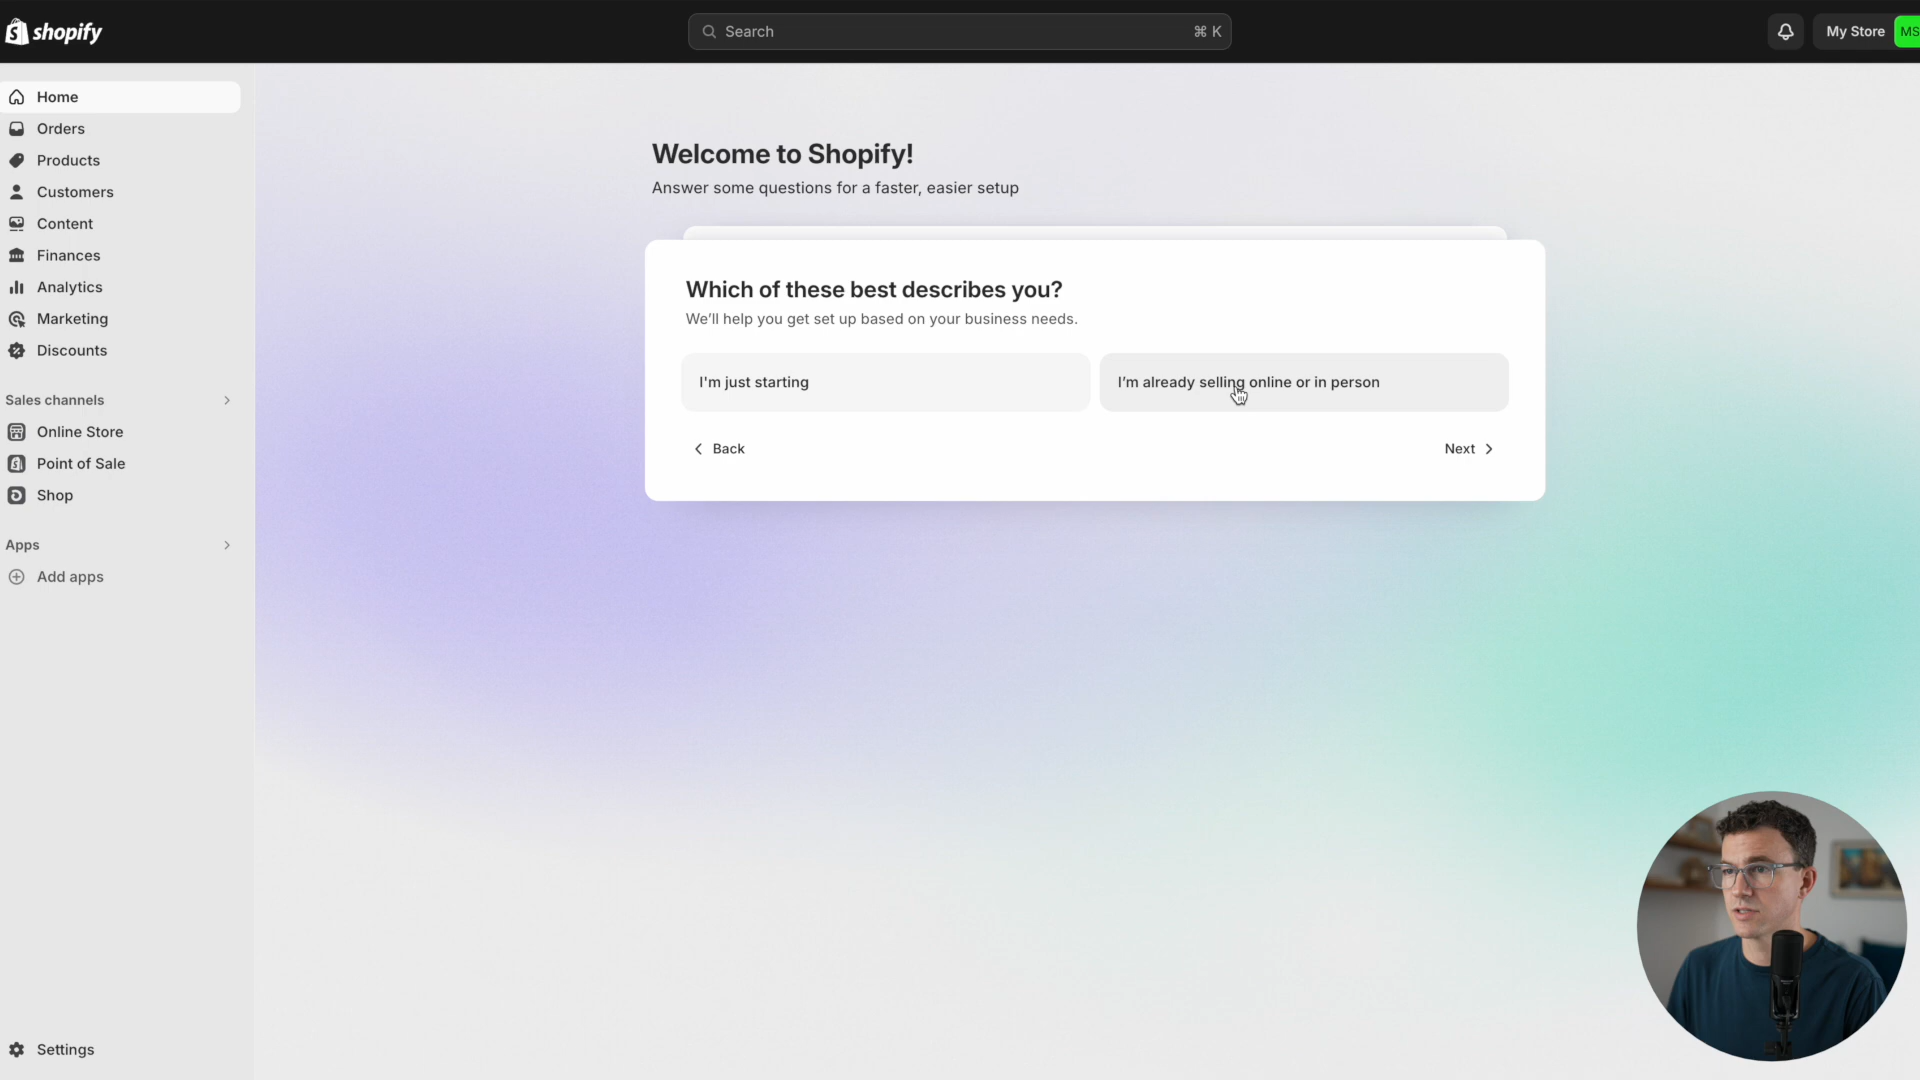 shopify
Search
⌘ K
My Store
MS
Home
Orders
Products
Customers
Content
Finances
Analytics
Marketing
Discounts
Sales channels
Online Store
Point of Sale
Shop
Apps
Add apps
Settings
Welcome to Shopify!
Answer some questions for a faster, easier setup
Which of these best describes you?
We’ll help you get set up based on your business needs.
I'm just starting
I’m already selling online or in person
Back
Next